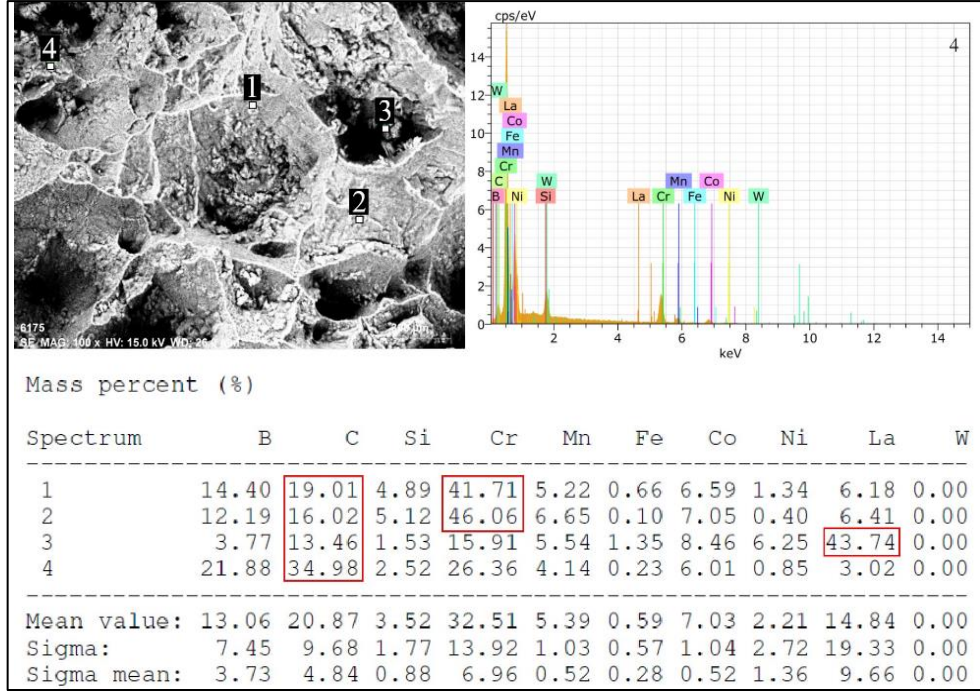 4
1
3
2
6175
SE MAG: 100 x HV: 15.0 kV WD: 26
cps/eV
4
14
12
10
8
6
4
2
0
W
La
Co
Fe
Mn
Cr
C W Mn Co
B Ni Si La Cr Fe Ni W
2 4 6 8 10 12 14
keV
Mass percent (%)
Spectrum B C Si Cr Mn Fe Co Ni La W
1 14.40 19.01 4.89 41.71 5.22 0.66 6.59 1.34 6.18 0.00
2 12.19 16.02 5.12 46.06 6.65 0.10 7.05 0.40 6.41 0.00
3 3.77 13.46 1.53 15.91 5.54 1.35 8.46 6.25 43.74 0.00
4 21.88 34.98 2.52 26.36 4.14 0.23 6.01 0.85 3.02 0.00
Mean value: 13.06 20.87 3.52 32.51 5.39 0.59 7.03 2.21 14.84 0.00
Sigma: 7.45 9.68 1.77 13.92 1.03 0.57 1.04 2.72 19.33 0.00
Sigma mean: 3.73 4.84 0.88 6.96 0.52 0.28 0.52 1.36 9.66 0.00